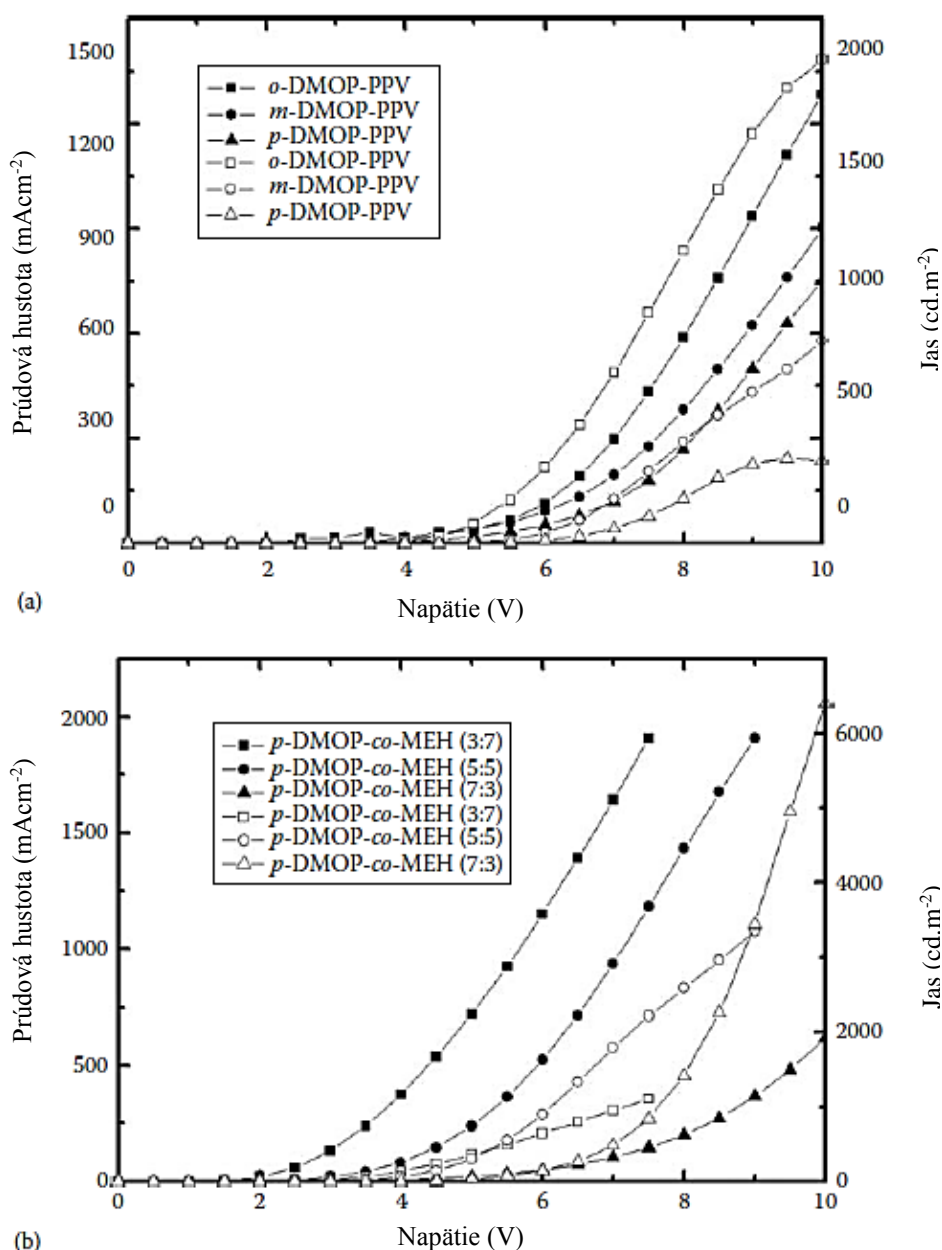 1500
1200
900
600
300
0
Prúdová hustota (mAcm-2)
o-DMOP-PPV
m-DMOP-PPV
p-DMOP-PPV
o-DMOP-PPV
m-DMOP-PPV
p-DMOP-PPV
2000
1500
1000
500
0
Jas (cd.m-2)
0 2 4 6 8 10
Napätie (V)
(a)
2000
1500
1000
500
0
Prúdová hustota (mAcm-2)
p-DMOP-co-MEH (3:7)
p-DMOP-co-MEH (5:5)
p-DMOP-co-MEH (7:3)
p-DMOP-co-MEH (3:7)
p-DMOP-co-MEH (5:5)
p-DMOP-co-MEH (7:3)
6000
4000
2000
0
Jas (cd.m-2)
0 2 4 6 8 10
Napätie (V)
(b)